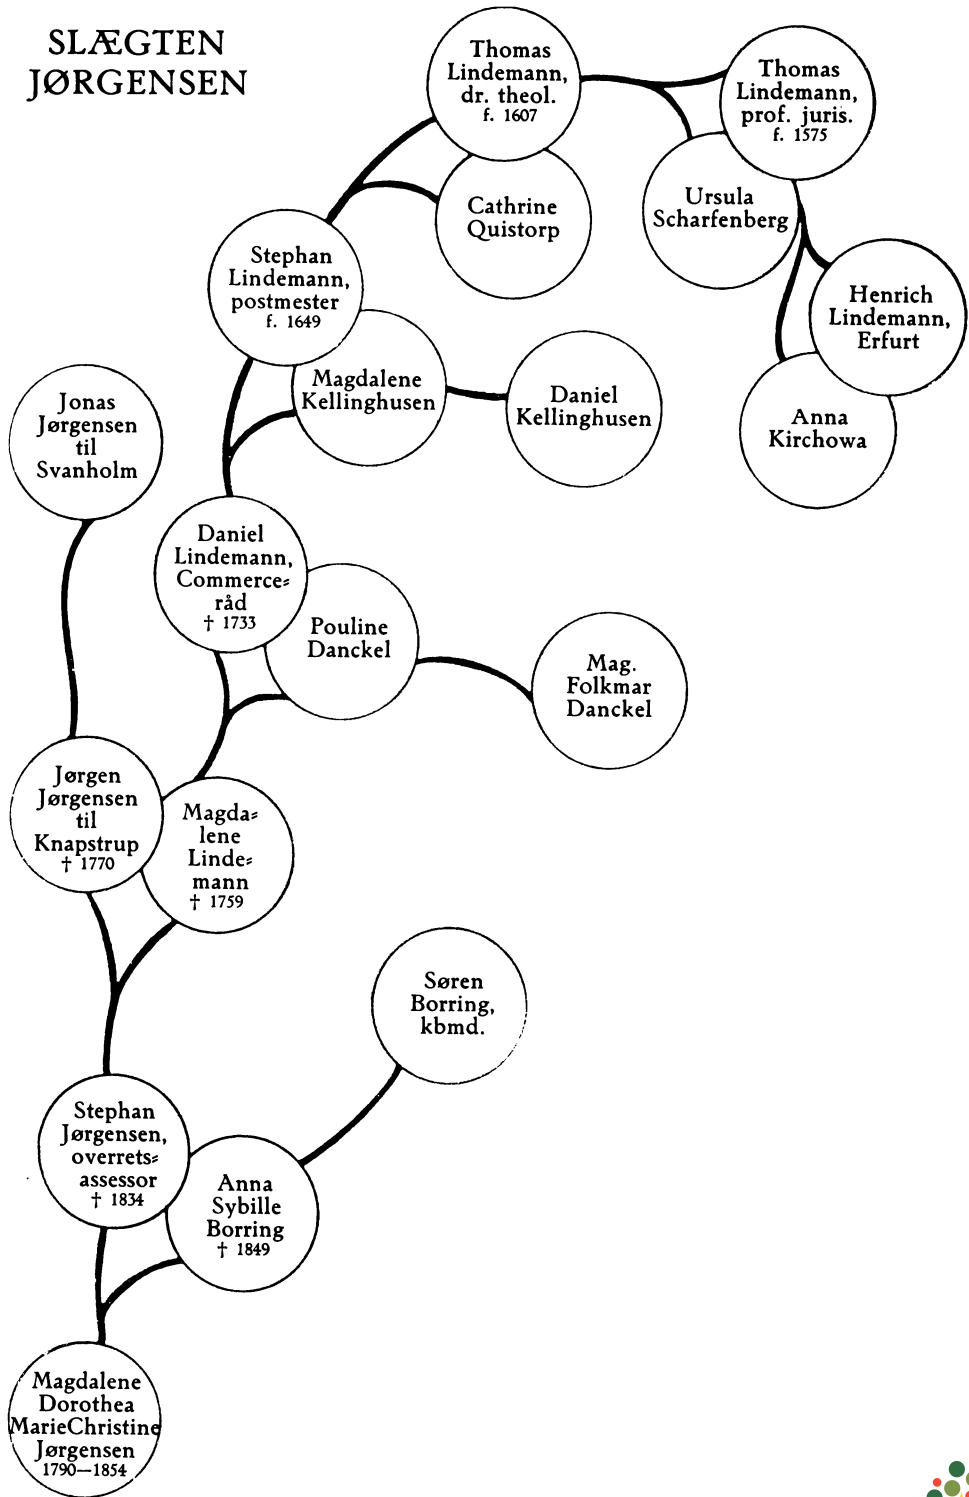 SLÆGTEN
JØRGENSEN
Thomas
Lindemann,
dr. theol.
f. 1607
Thomas
Lindemann,
prof. juris.
f. 1575
Cathrine
Quistorp
Ursula
Scharfenberg
Stephan
Lindemann,
postmester
f. 1649
Henrich
Lindemann,
Erfurt
Magdalene
Kellinghusen
Daniel
Kellinghusen
Anna
Kirchowa
Jonas
Jørgensen
til
Svanholm
Daniel
Lindemann,
Commerce=
råd
† 1733
Pouline
Danckel
Mag.
Folkmar
Danckel
Jørgen
Jørgensen
til
Knapstrup
† 1770
Magda=
lene
Linde=
mann
† 1759
Søren
Borring,
kbmd.
Stephan
Jørgensen,
overrets=
assessor
† 1834
Anna
Sybille
Borring
† 1849
Magdalene
Dorothea
MarieChristine
Jørgensen
1790—1854